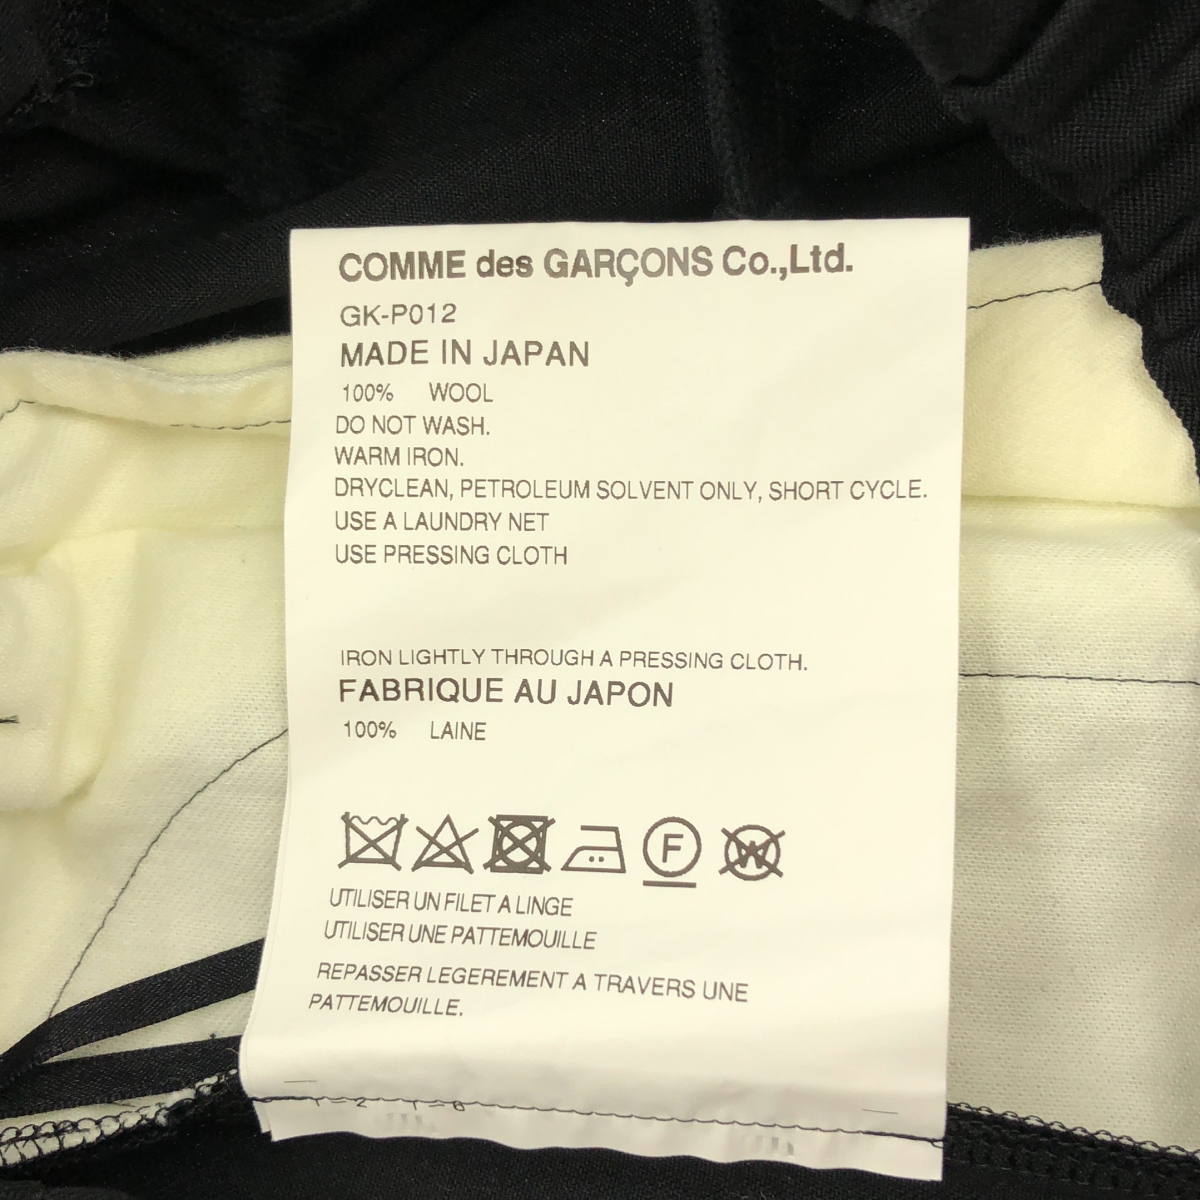 COMME des GARÇONS Co.,Ltd.
GK-P012
MADE IN JAPAN
100% WOOL
DO NOT WASH.
WARM IRON.
DRYCLEAN, PETROLEUM SOLVENT ONLY, SHORT CYCLE.
USE A LAUNDRY NET
USE PRESSING CLOTH
IRON LIGHTLY THROUGH A PRESSING CLOTH.
FABRIQUE AU JAPON
100% LAINE
F W
UTILISER UN FILET A LINGE
UTILISER UNE PATTEMOUILLE
REPASSER LEGEREMENT A TRAVERS UNE
PATTEMOUILLE.